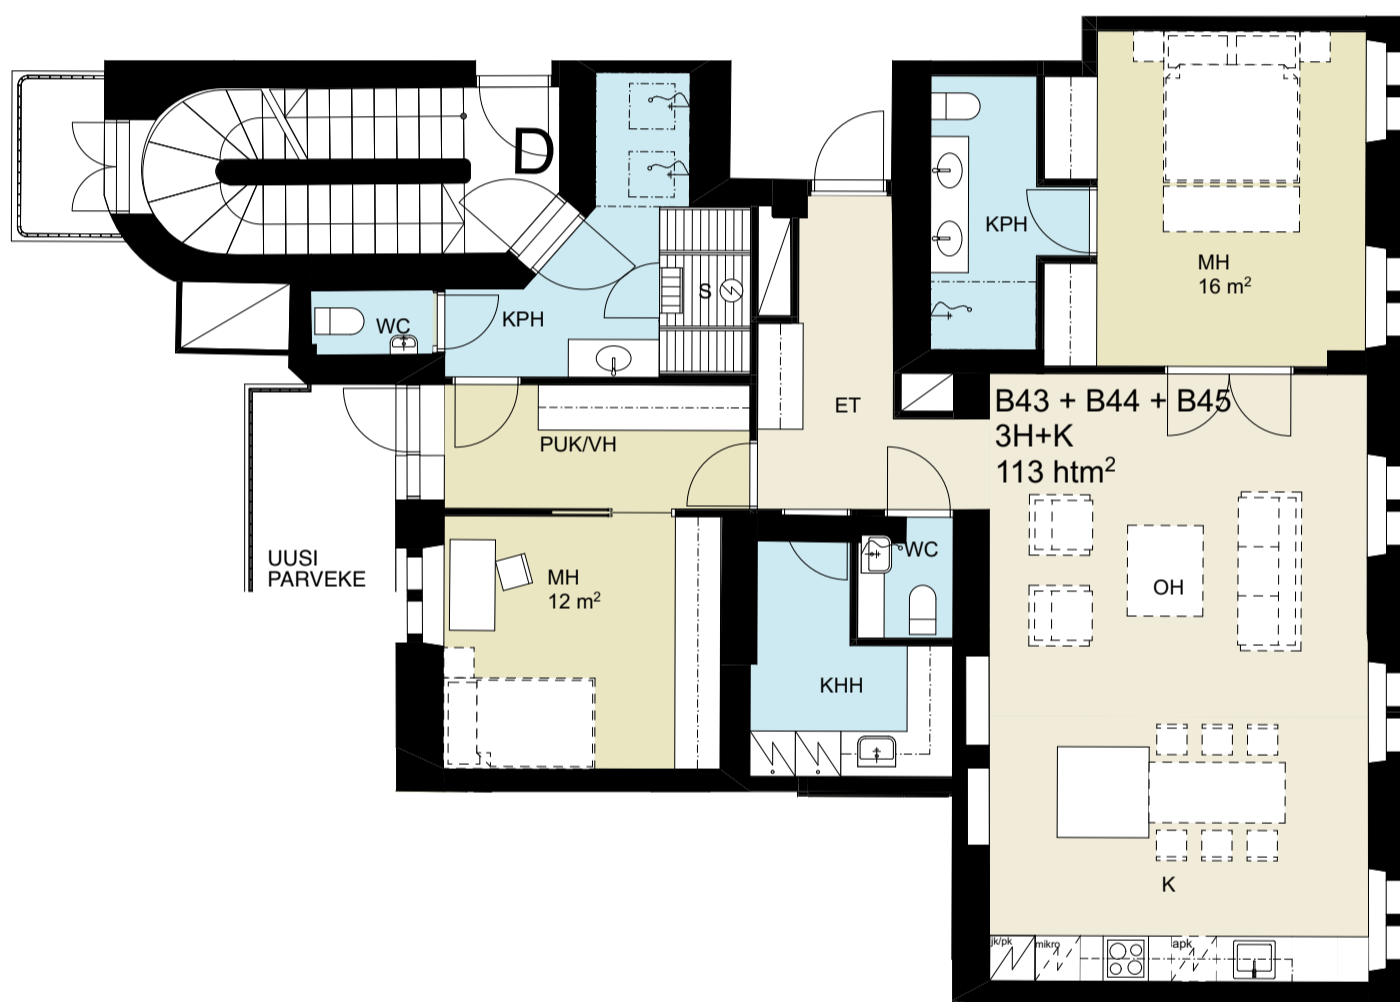 D
KPH
MH
16 m²
WC
KPH
S
ET
B43 + B44 + B45
3H+K
113 htm²
PUK/VH
UUSI
PARVEKE
MH
12 m²
WC
OH
KHH
K
jk/pk
mikro
apk